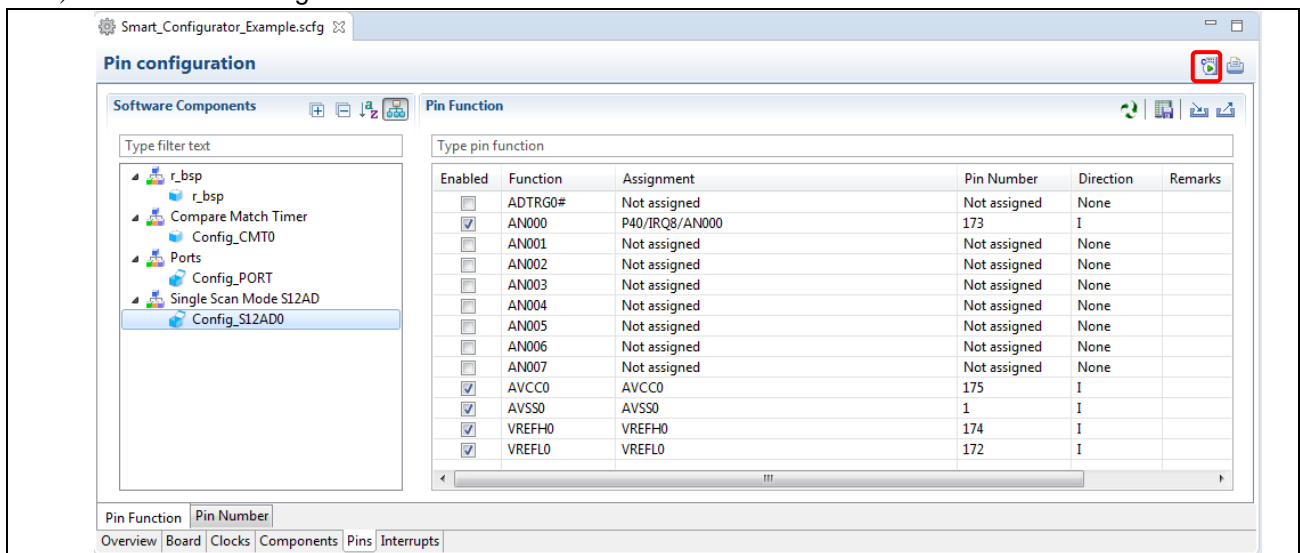 Smart_Configurator_Example.scfg
Pin configuration
Software Components
Pin Function
Type filter text
Type pin function
r_bsp
r_bsp
Compare Match Timer
Config_CMT0
Ports
Config_PORT
Single Scan Mode S12AD
Config_S12AD0
Enabled Function Assignment Pin Number Direction Remarks
ADTRG0# Not assigned Not assigned None
AN000 P40/IRQ8/AN000 173 I
AN001 Not assigned Not assigned None
AN002 Not assigned Not assigned None
AN003 Not assigned Not assigned None
AN004 Not assigned Not assigned None
AN005 Not assigned Not assigned None
AN006 Not assigned Not assigned None
AN007 Not assigned Not assigned None
AVCC0 AVCC0 175 I
AVSS0 AVSS0 1 I
VREFH0 VREFH0 174 I
VREFL0 VREFL0 172 I
Pin Function Pin Number
Overview Board Clocks Components Pins Interrupts